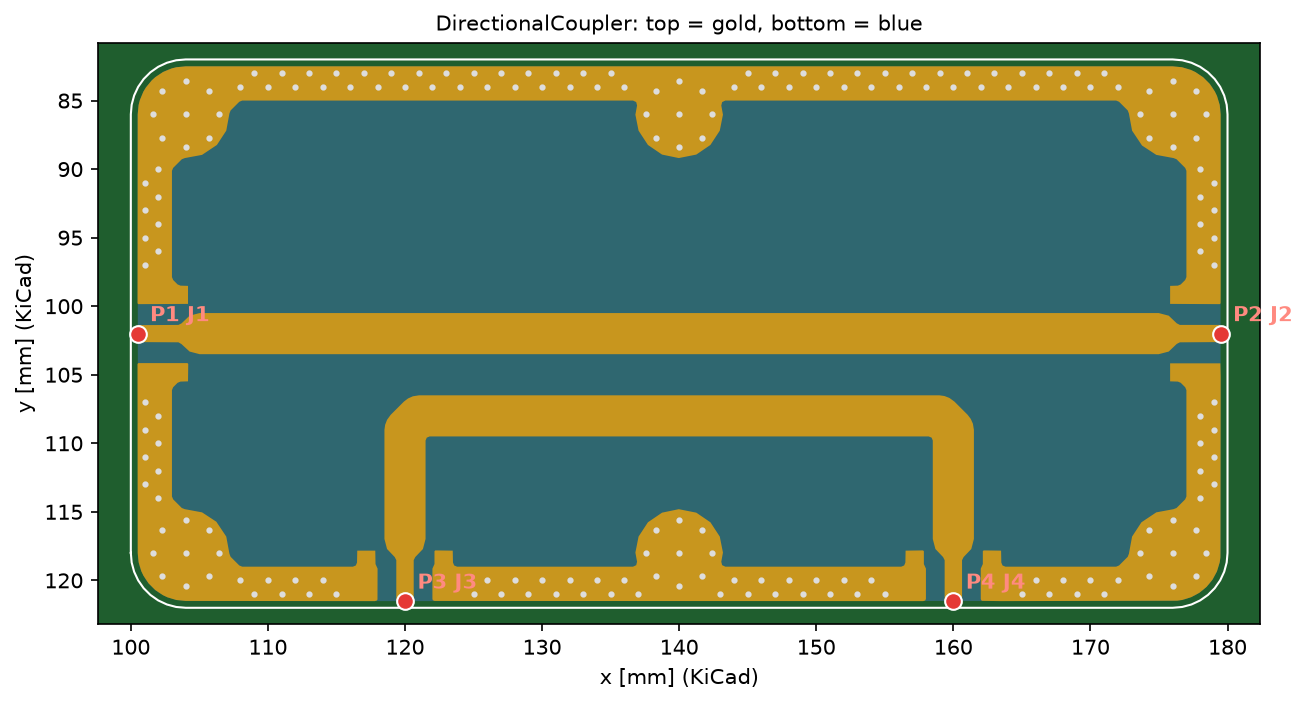 DirectionalCoupler: top = gold, bottom = blue
85
90
95
100
105
110
115
120
y [mm] (KiCad)
P1 J1
P2 J2
P3 J3
P4 J4
100
110
120
130
140
150
160
170
180
x [mm] (KiCad)